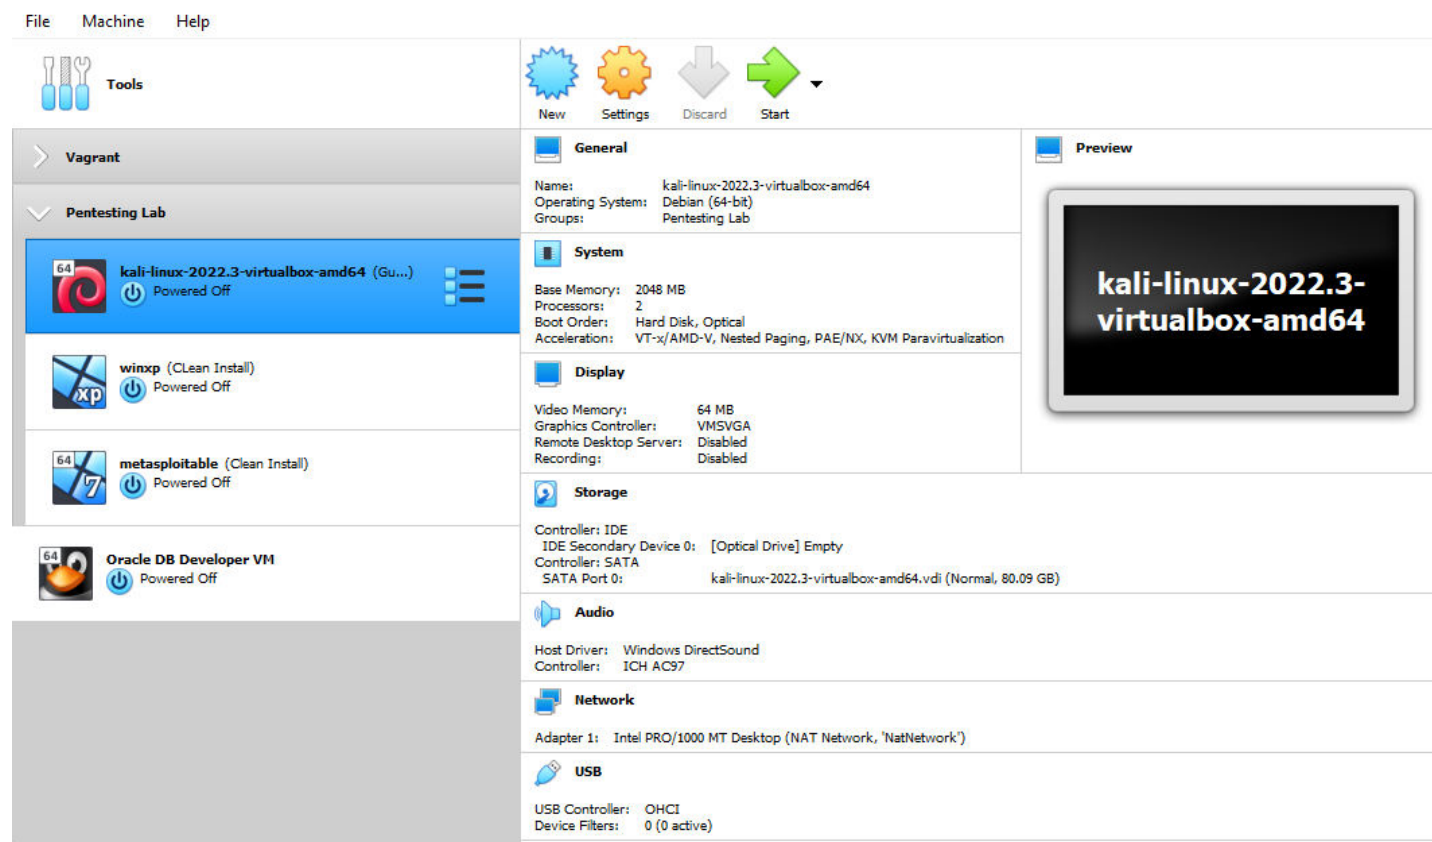 File Machine Help
Tools
New Settings Discard Start
Vagrant
Pentesting Lab
64
kali-linux-2022.3-virtualbox-amd64 (Gu...)
Powered Off
xp
winxp (CLean Install)
Powered Off
64
7
metasploitable (Clean Install)
Powered Off
64
Oracle DB Developer VM
Powered Off
General
Name: kali-linux-2022.3-virtualbox-amd64
Operating System: Debian (64-bit)
Groups: Pentesting Lab
System
Base Memory: 2048 MB
Processors: 2
Boot Order: Hard Disk, Optical
Acceleration: VT-x/AMD-V, Nested Paging, PAE/NX, KVM Paravirtualization
Display
Video Memory: 64 MB
Graphics Controller: VMSVGA
Remote Desktop Server: Disabled
Recording: Disabled
Preview
kali-linux-2022.3-
virtualbox-amd64
Storage
Controller: IDE
IDE Secondary Device 0: [Optical Drive] Empty
Controller: SATA
SATA Port 0: kali-linux-2022.3-virtualbox-amd64.vdi (Normal, 80.09 GB)
Audio
Host Driver: Windows DirectSound
Controller: ICH AC97
Network
Adapter 1: Intel PRO/1000 MT Desktop (NAT Network, 'NatNetwork')
USB
USB Controller: OHCI
Device Filters: 0 (0 active)